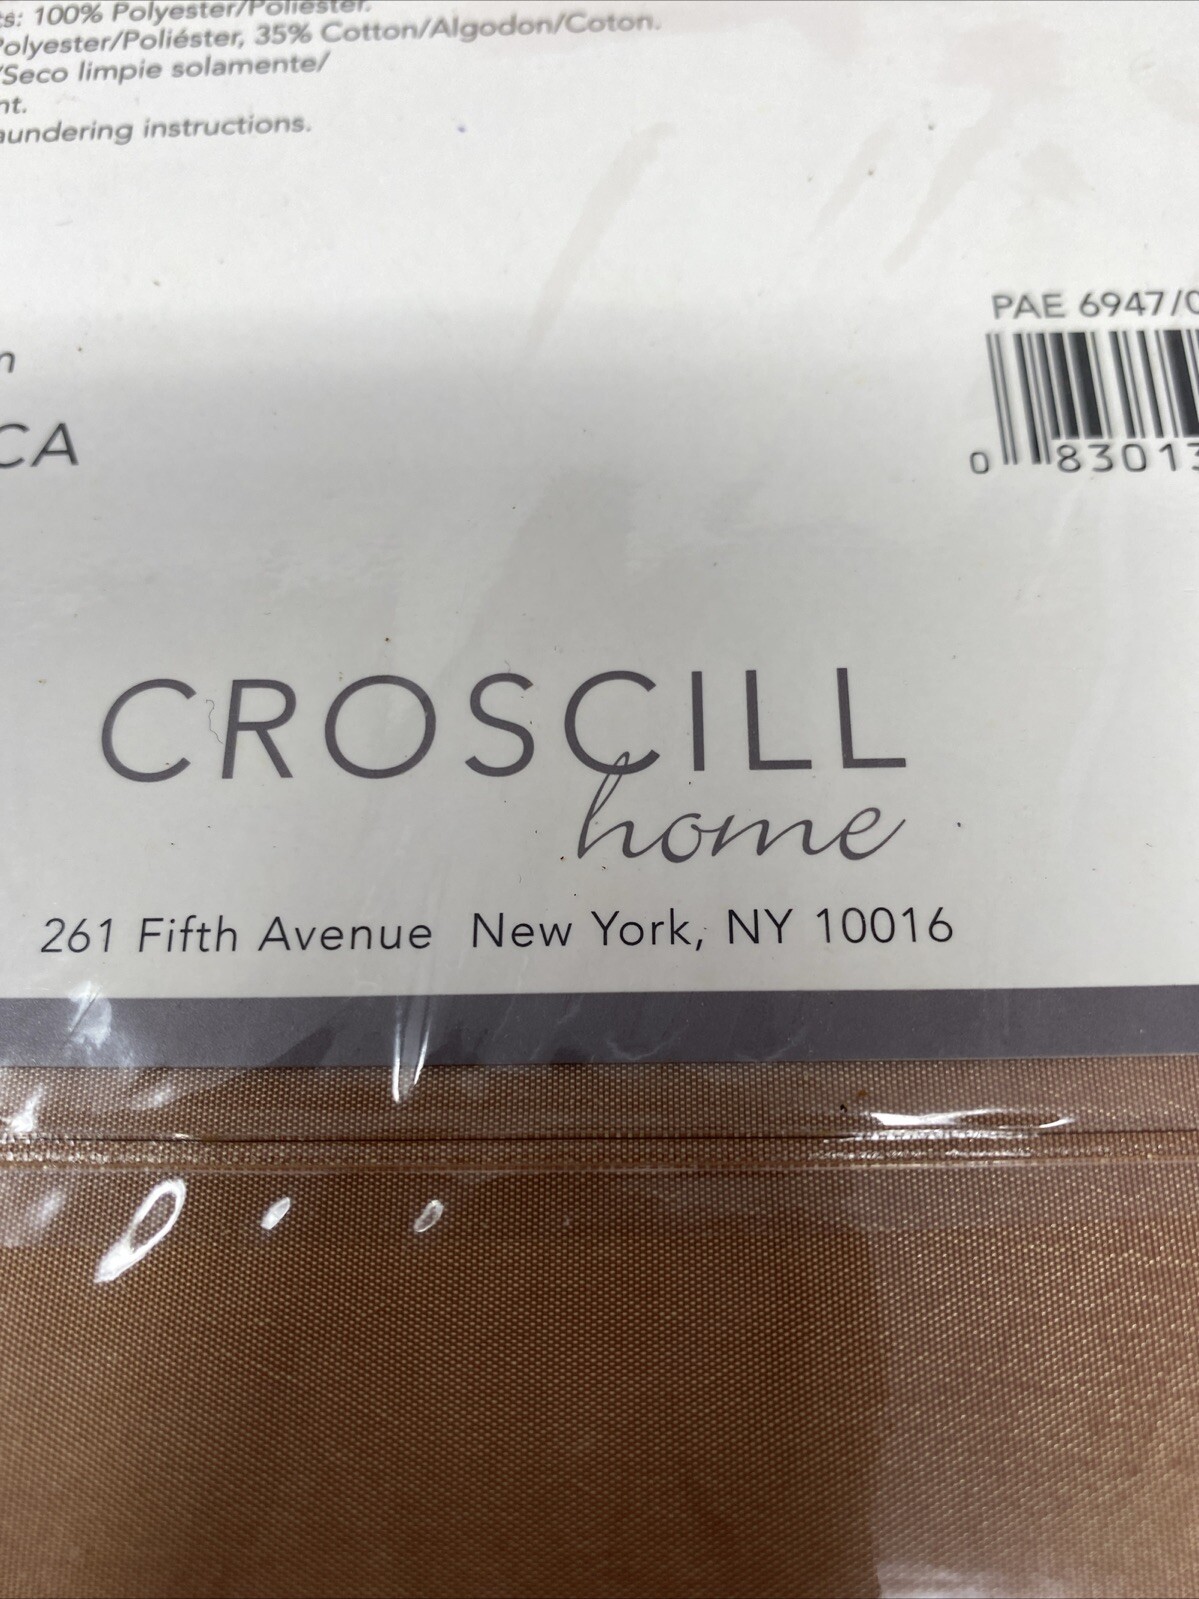 ts: 100% Polyester/Poliéster.
Polyester/Poliéster, 35% Cotton/Algodon/Coton.
/Seco limpie solamente/
nt.
aundering instructions.
PAE 6947/0
n
CA
0 83013
CROSCILL
home
261 Fifth Avenue New York, NY 10016